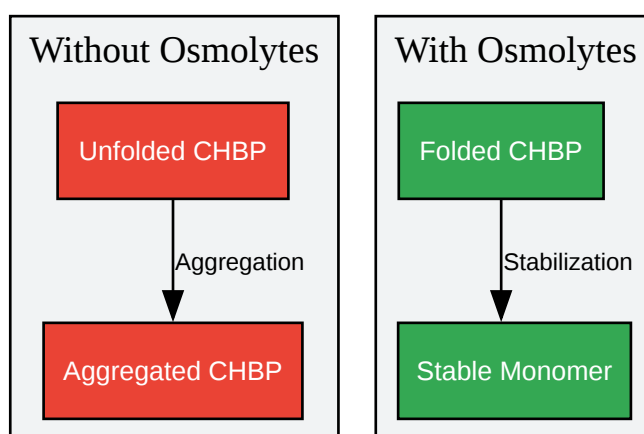 Without Osmolytes
Unfolded CHBP
Aggregation
Aggregated CHBP
With Osmolytes
Folded CHBP
Stabilization
Stable Monomer